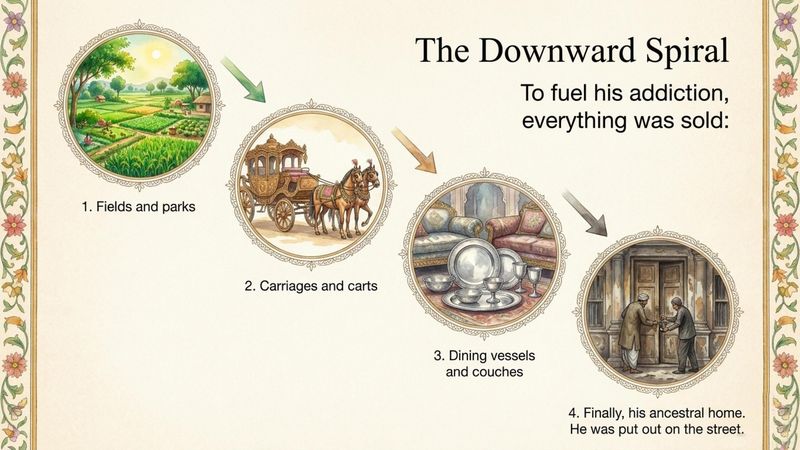 The Downward Spiral
To fuel his addiction,
everything was sold:
1. Fields and parks
2. Carriages and carts
3. Dining vessels
and couches
4. Finally, his ancestral home.
He was put out on the street.